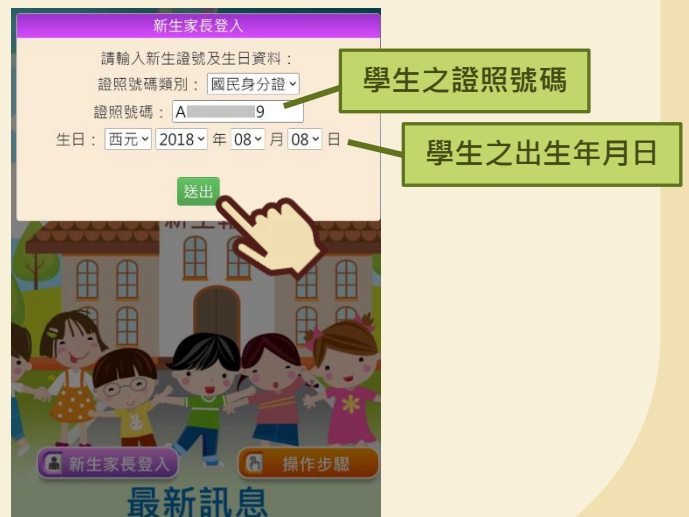 新生家長登入
請輸入新生證號及生日資料：
證照號碼類別： 國民身分證
證照號碼： A 9
學生之證照號碼
生日： 西元 2018 年 08 月 08 日
學生之出生年月日
送出
新生家長登入
操作步驟
最新訊息